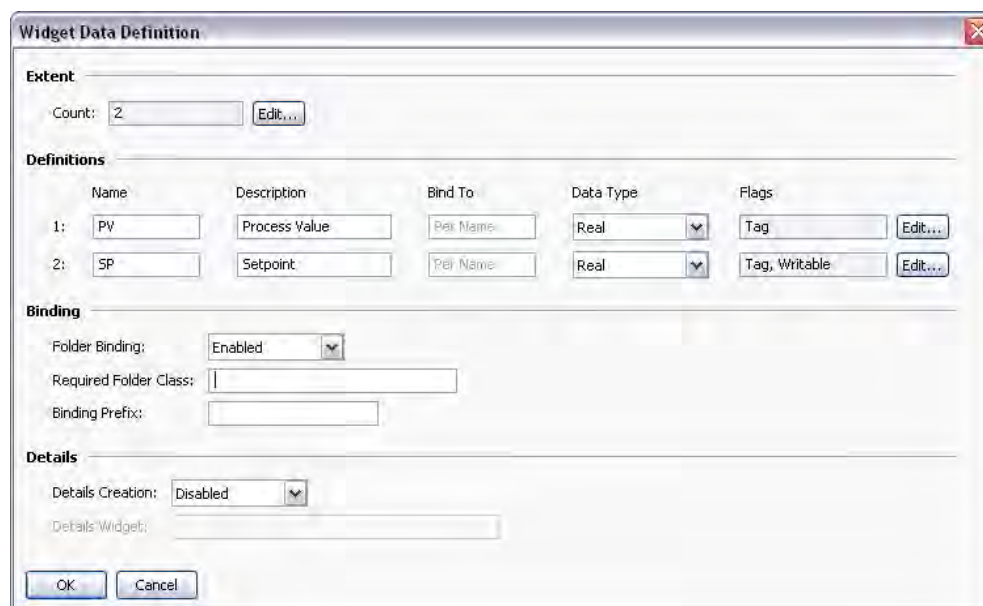 Widget Data Definition
Extent
Count: 2 Edit...
Definitions
Name Description Bind To Data Type Flags
1: PV Process Value Per Name Real Tag Edit...
2: SP Setpoint Per Name Real Tag, Writable Edit...
Binding
Folder Binding: Enabled
Required Folder Class:
Binding Prefix:
Details
Details Creation: Disabled
Details Widget:
OK Cancel